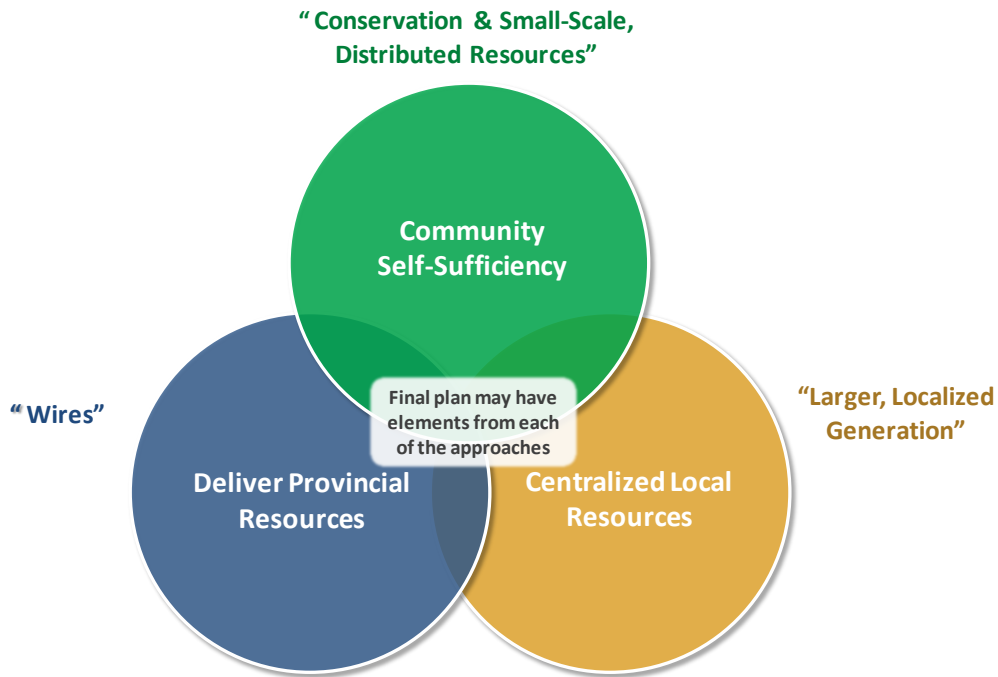 “ Conservation & Small-Scale,
Distributed Resources”
Community
Self-Sufficiency
“ Wires”
Final plan may have
elements from each
of the approaches
“Larger, Localized
Generation”
Deliver Provincial
Resources
Centralized Local
Resources